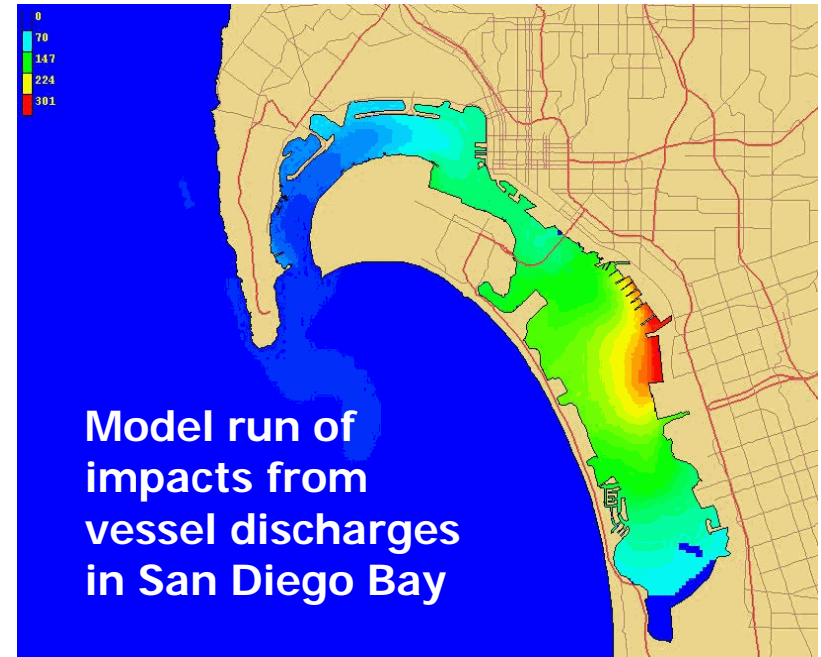 0
70
147
224
301
Model run of
impacts from
vessel discharges
in San Diego Bay